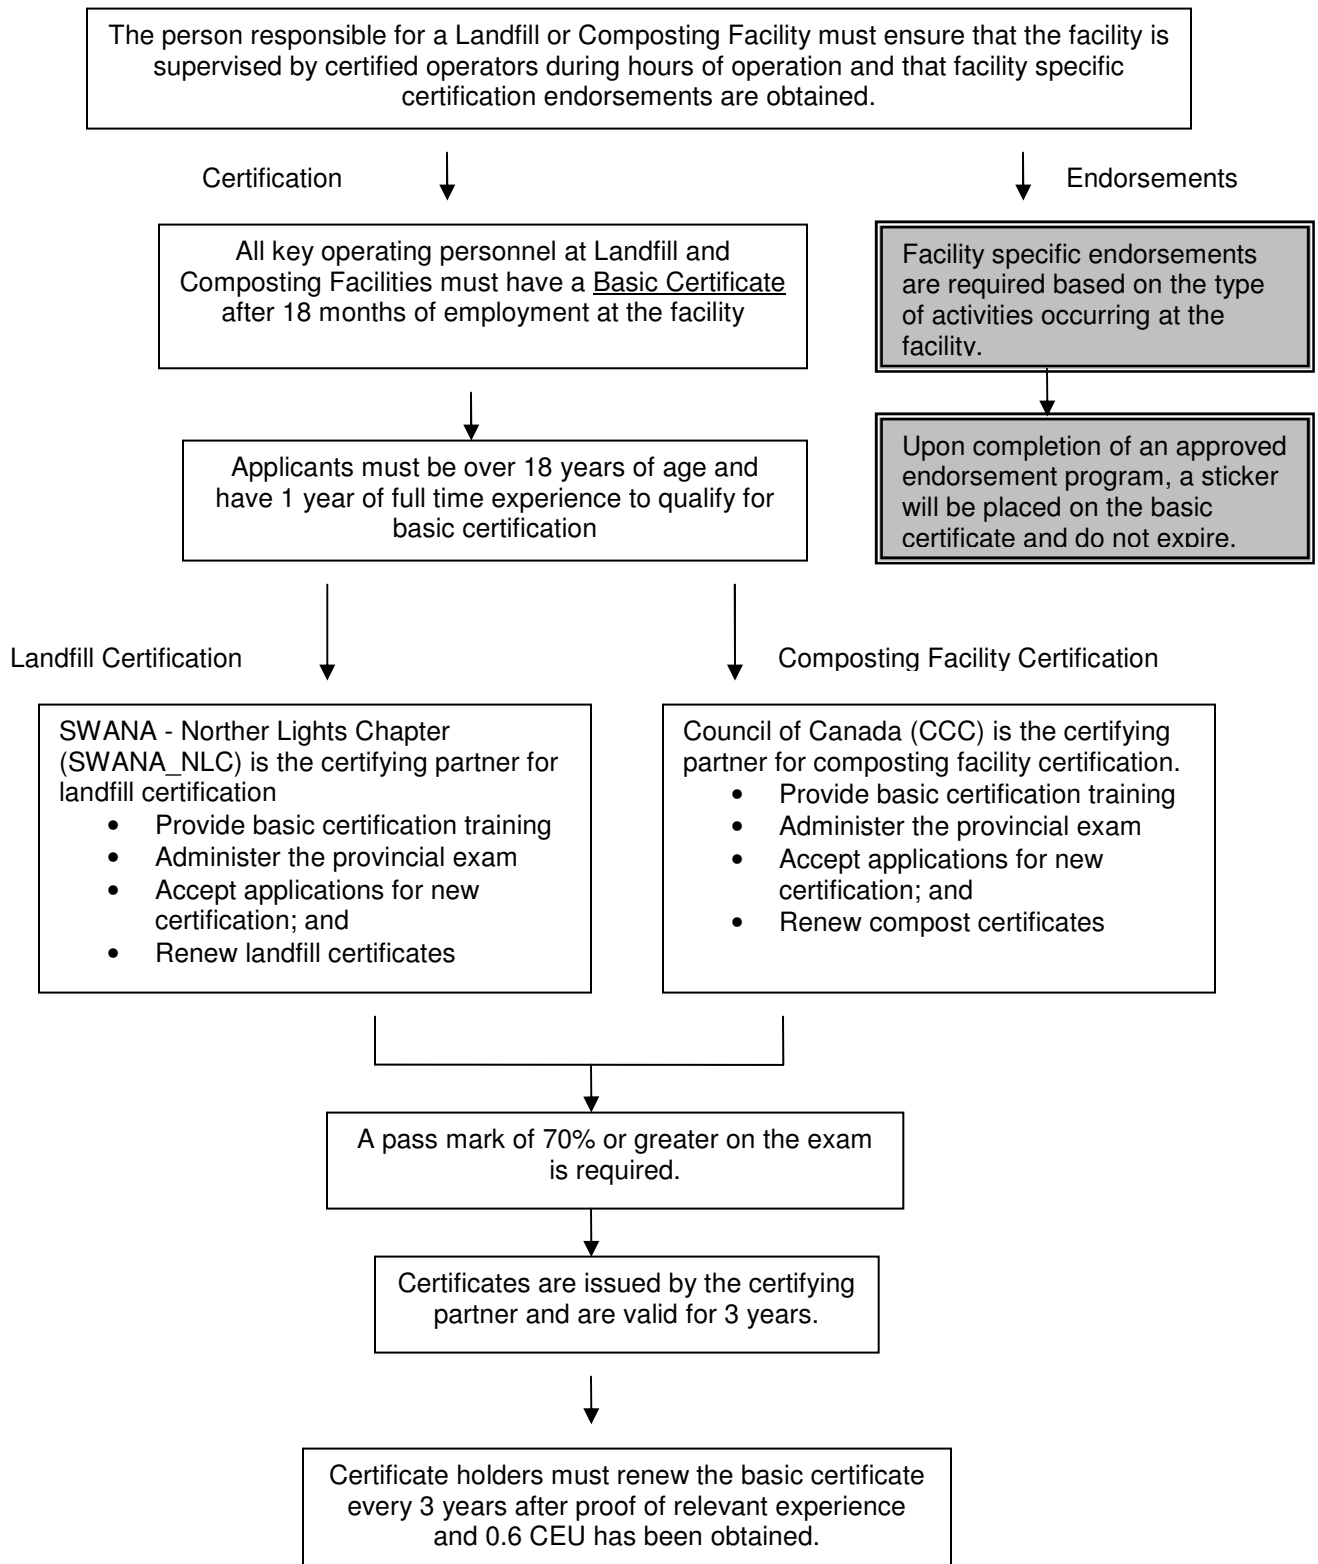 The person responsible for a Landfill or Composting Facility must ensure that the facility is
supervised by certified operators during hours of operation and that facility specific
certification endorsements are obtained.
Certification
Endorsements
All key operating personnel at Landfill and
Composting Facilities must have a Basic Certificate
after 18 months of employment at the facility
Facility specific endorsements
are required based on the type
of activities occurring at the
facility.
Applicants must be over 18 years of age and
have 1 year of full time experience to qualify for
basic certification
Upon completion of an approved
endorsement program, a sticker
will be placed on the basic
certificate and do not expire.
Landfill Certification
Composting Facility Certification
SWANA - Norther Lights Chapter
(SWANA_NLC) is the certifying partner for
landfill certification
• Provide basic certification training
• Administer the provincial exam
• Accept applications for new
certification; and
• Renew landfill certificates
Council of Canada (CCC) is the certifying
partner for composting facility certification.
• Provide basic certification training
• Administer the provincial exam
• Accept applications for new
certification; and
• Renew compost certificates
A pass mark of 70% or greater on the exam
is required.
Certificates are issued by the certifying
partner and are valid for 3 years.
Certificate holders must renew the basic certificate
every 3 years after proof of relevant experience
and 0.6 CEU has been obtained.